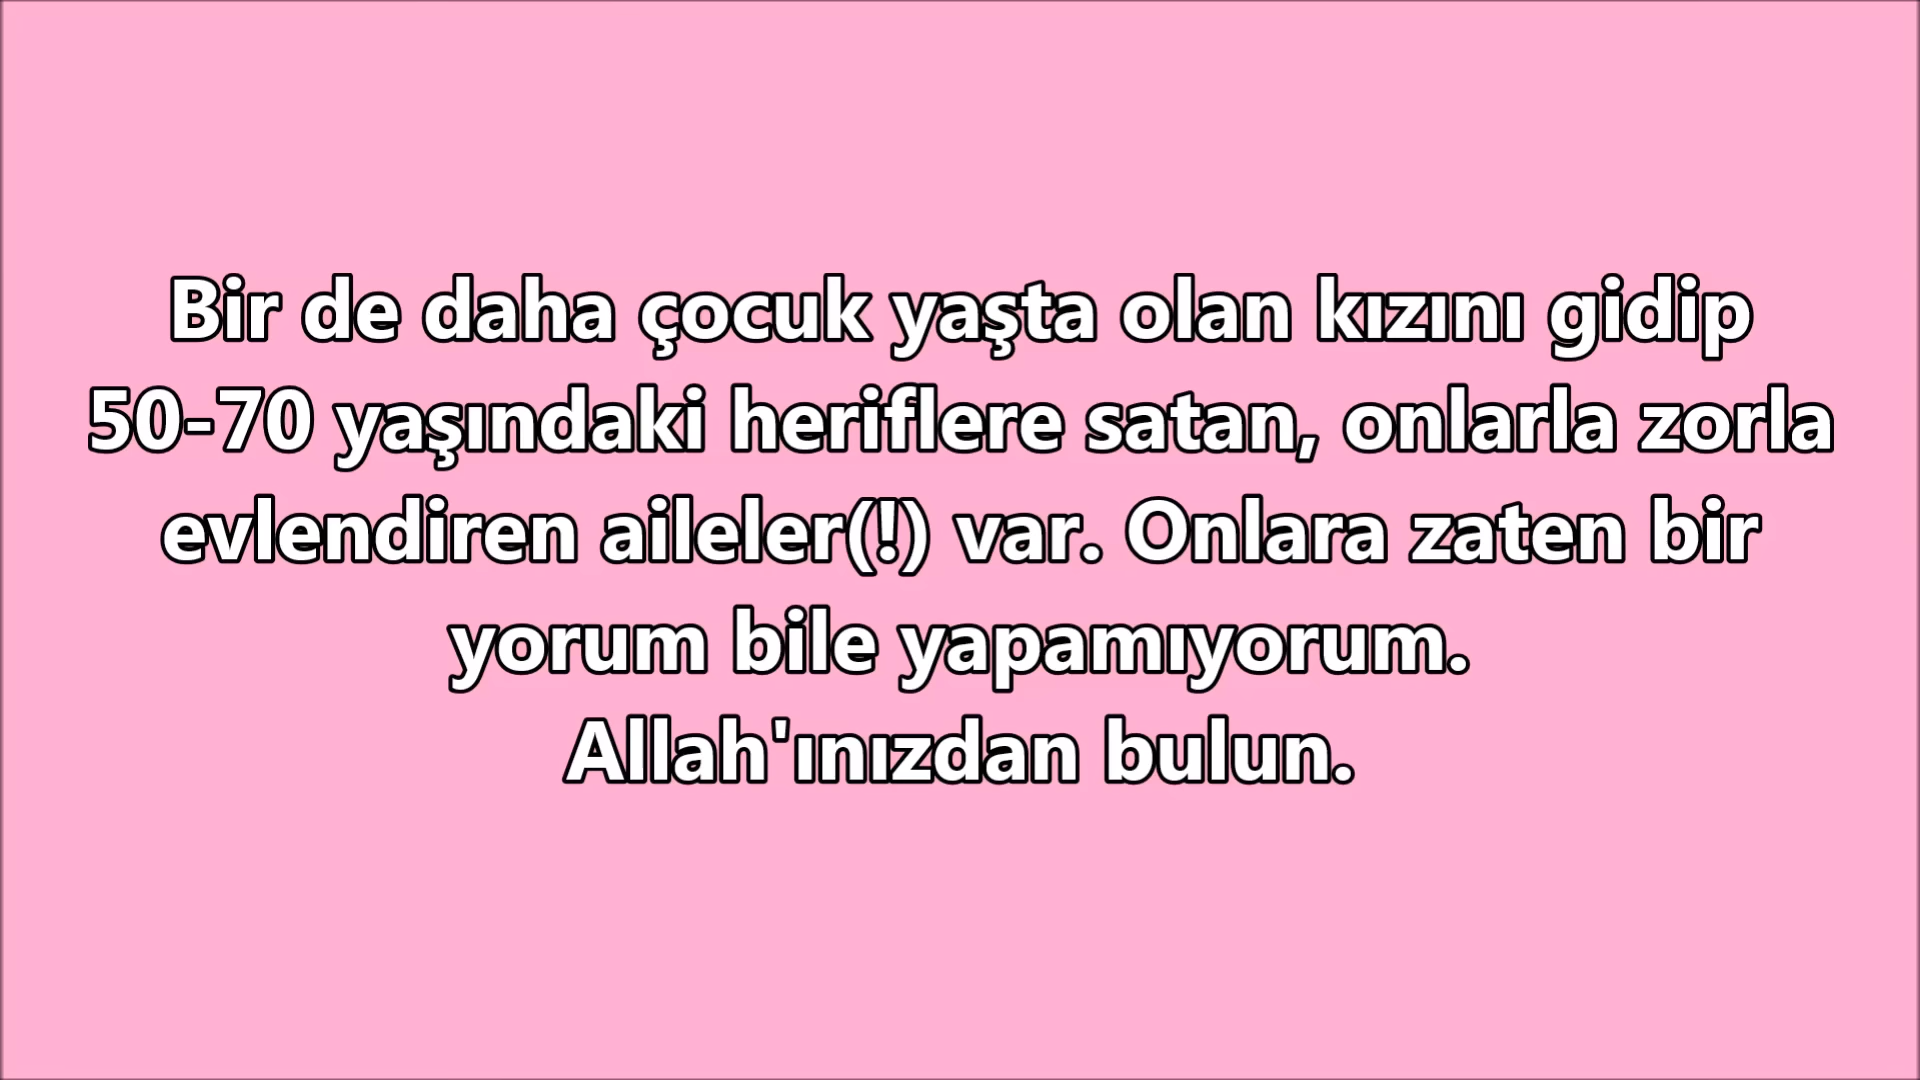 Bir de daha çocuk yaşta olan kızını gidip
50-70 yaşındaki heriflere satan, onlarla zorla
evlendiren aileler(!) var. Onlara zaten bir
yorum bile yapamıyorum.
Allah'ınızdan bulun.